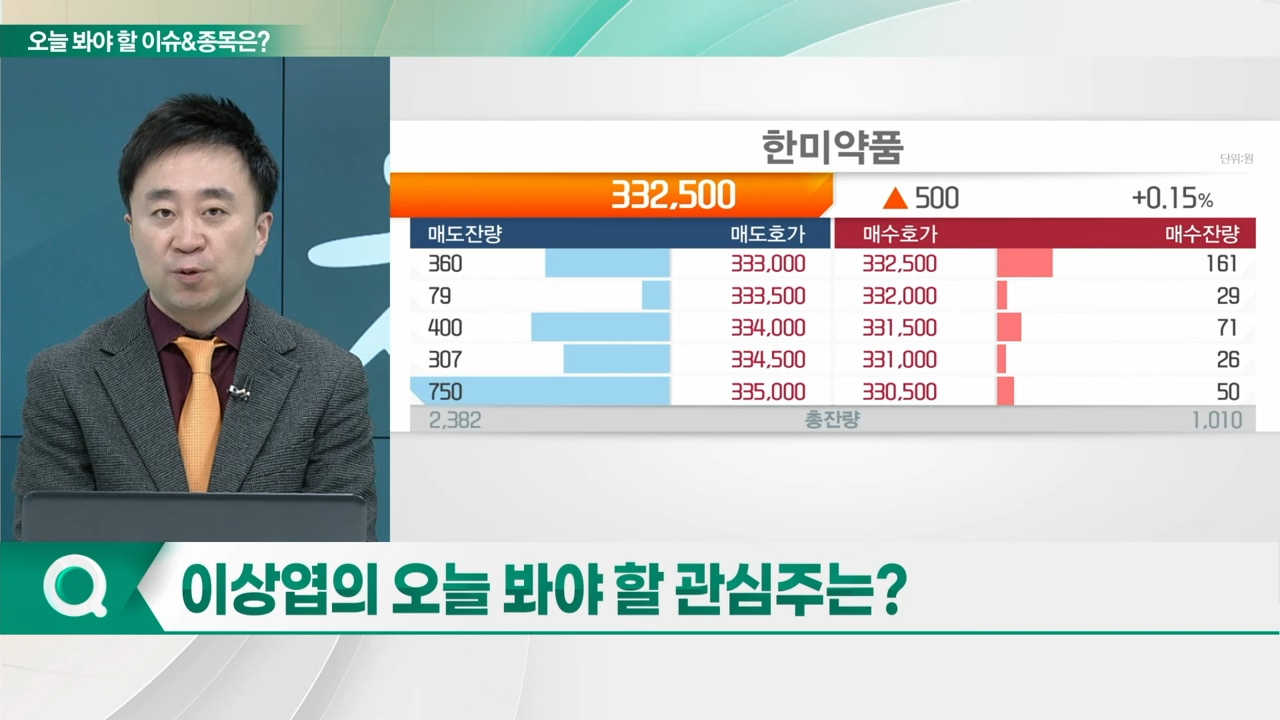 오늘 봐야 할 이슈&종목은?
한미약품
단위:원
332,500 ▲ 500 +0.15%
매도잔량 매도호가 매수호가 매수잔량
360 333,000 332,500 161
79 333,500 332,000 29
400 334,000 331,500 71
307 334,500 331,000 26
750 335,000 330,500 50
2,382 총잔량 1,010
이상엽의 오늘 봐야 할 관심주는?